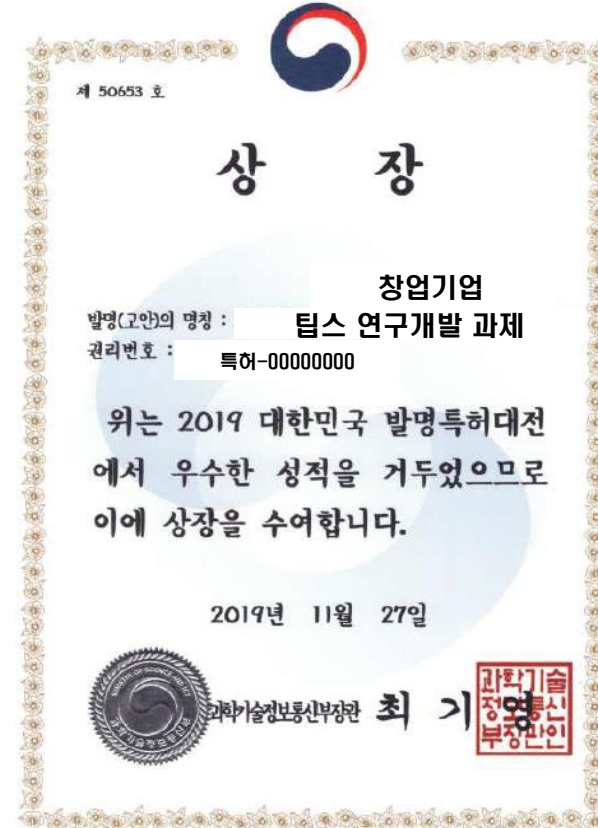 제 50653 호
상 장
창업기업
발명(고안)의 명칭 : 팁스 연구개발 과제
권리번호 : 특허-00000000
위는 2019 대한민국 발명특허대전
에서 우수한 성적을 거두었으므로
이에 상장을 수여합니다.
2019년 11월 27일
과학기술정보통신부장관 최 기 영
과학기술
정보통신
부장관인